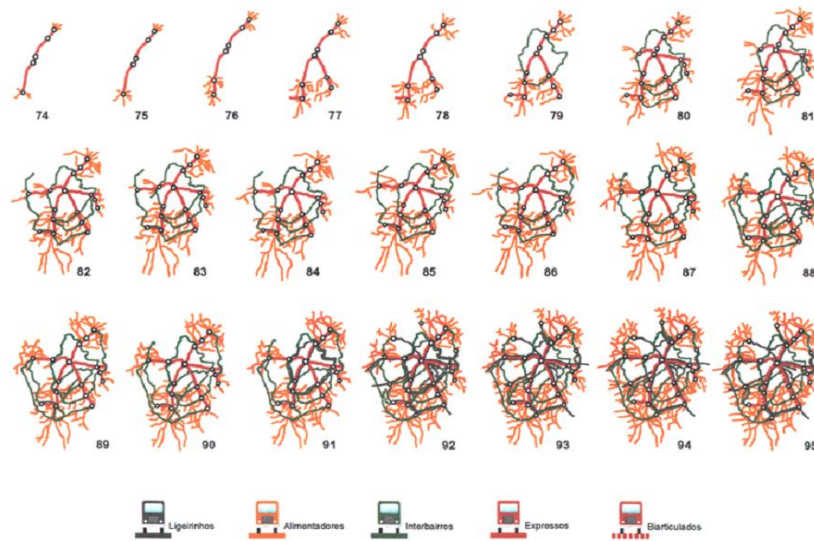 74 75 76 77 78 79 80 81
82 83 84 85 86 87 88
89 90 91 92 93 94 95
Ligeirinhos Alimentadores Interbairros Expressos Biarticulados